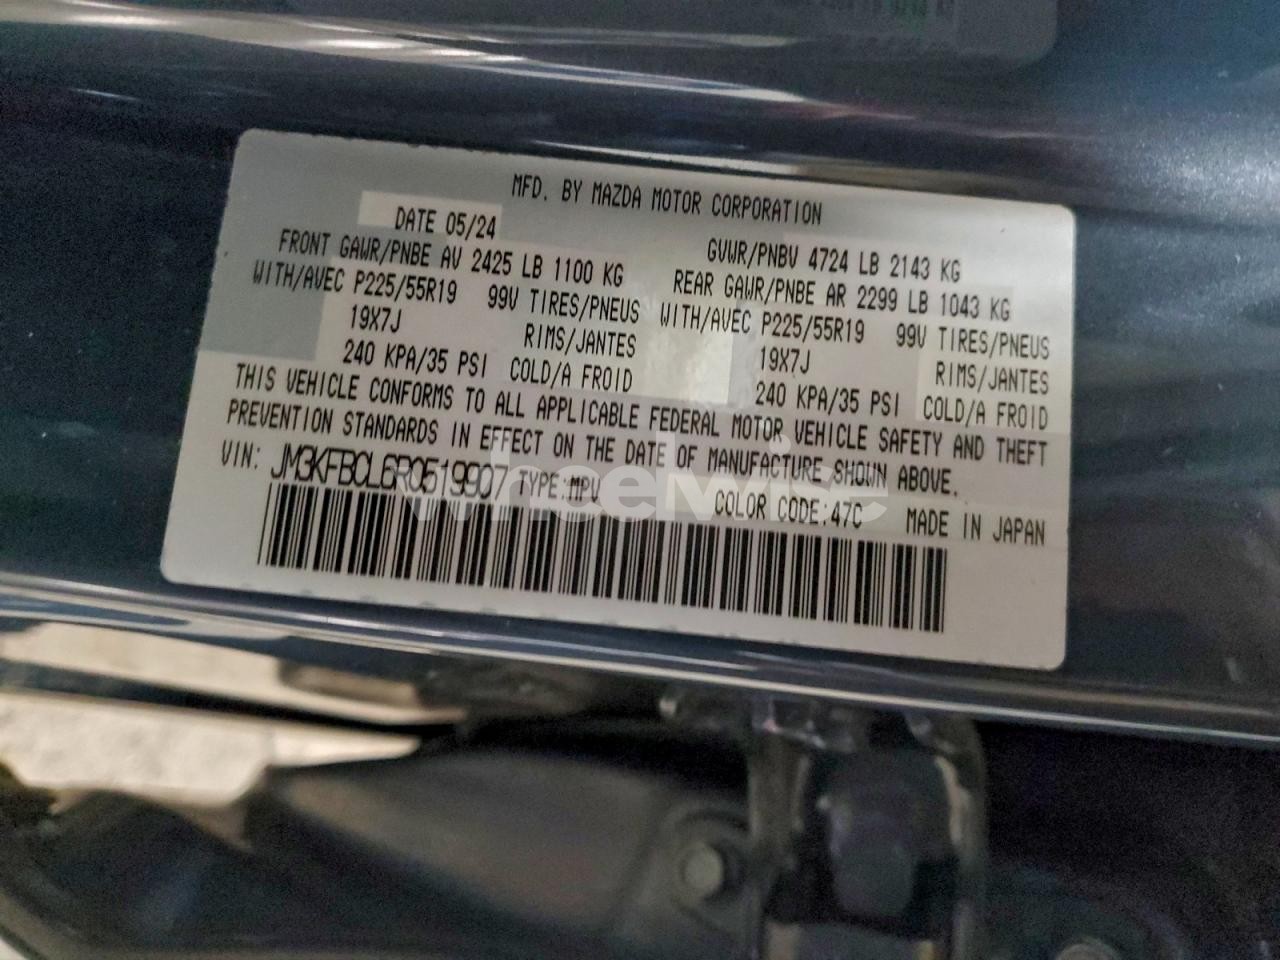 MFD. BY MAZDA MOTOR CORPORATION
DATE 05/24 GVWR/PNBV 4724 LB 2143 KG
FRONT GAWR/PNBE AV 2425 LB 1100 KG REAR GAWR/PNBE AR 2299 LB 1043 KG
WITH/AVEC P225/55R19 99V TIRES/PNEUS WITH/AVEC P225/55R19 99V TIRES/PNEUS
19X7J RIMS/JANTES 19X7J RIMS/JANTES
240 KPA/35 PSI COLD/A FROID 240 KPA/35 PSI COLD/A FROID
THIS VEHICLE CONFORMS TO ALL APPLICABLE FEDERAL MOTOR VEHICLE SAFETY AND THEFT
PREVENTION STANDARDS IN EFFECT ON THE DATE OF MANUFACTURE SHOWN ABOVE.
VIN: JM3KFBCL6R0519907 TYPE:MPV COLOR CODE:47C MADE IN JAPAN
wheelwise